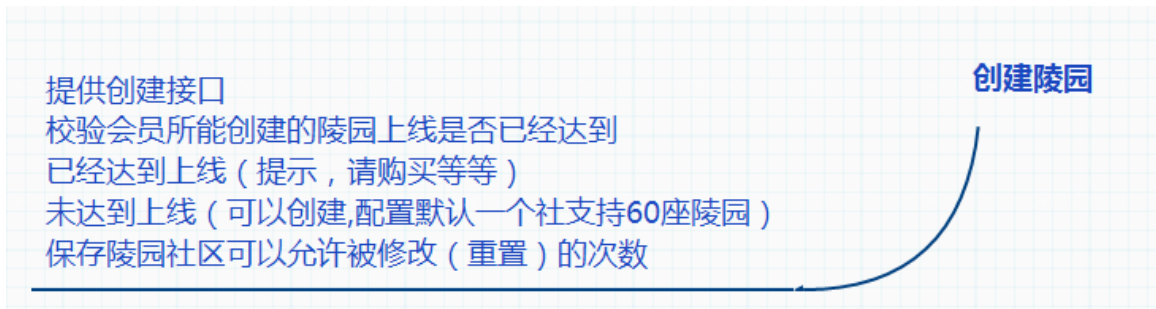 创建陵园
提供创建接口
校验会员所能创建的陵园上线是否已经达到
已经达到上线（提示，请购买等等）
未达到上线（可以创建,配置默认一个社支持60座陵园）
保存陵园社区可以允许被修改（重置）的次数